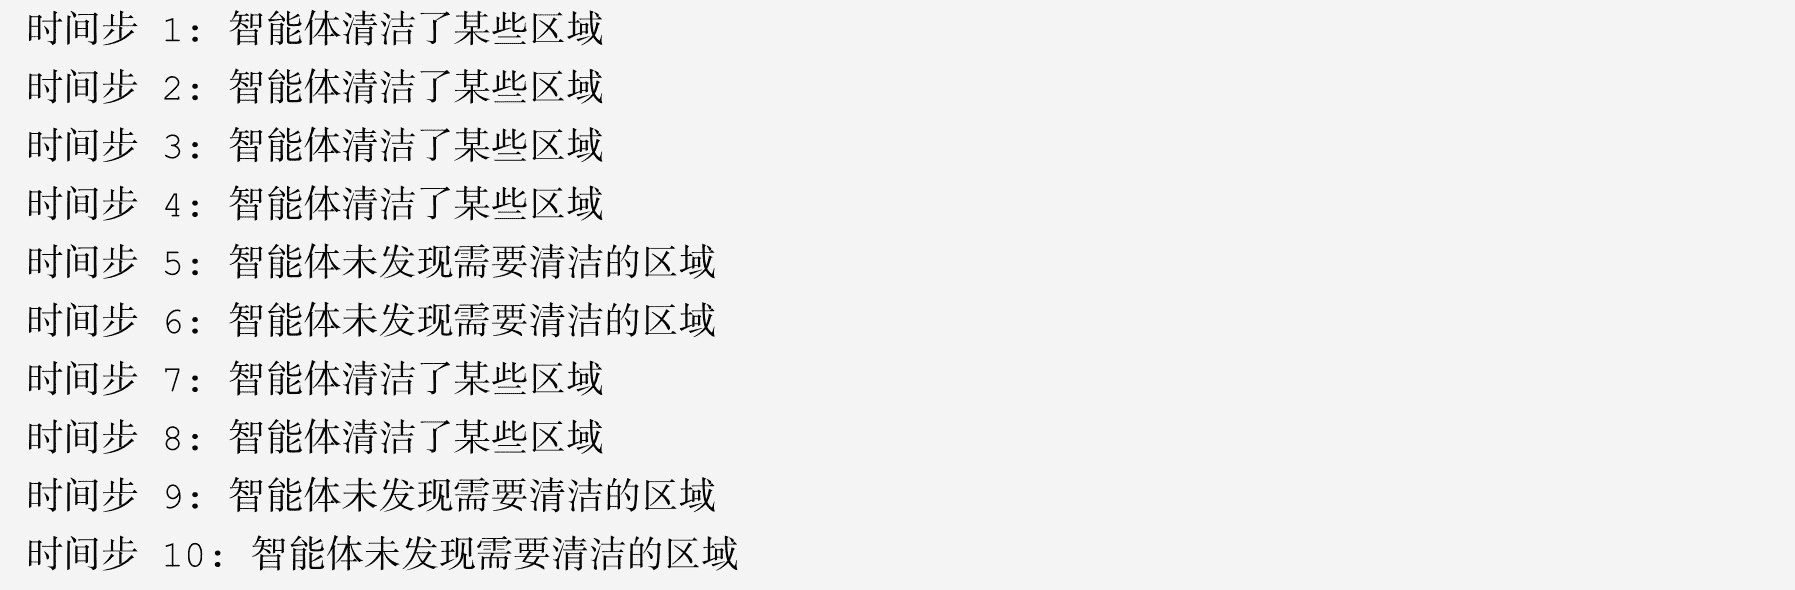 时间步 1: 智能体清洁了某些区域
时间步 2: 智能体清洁了某些区域
时间步 3: 智能体清洁了某些区域
时间步 4: 智能体清洁了某些区域
时间步 5: 智能体未发现需要清洁的区域
时间步 6: 智能体未发现需要清洁的区域
时间步 7: 智能体清洁了某些区域
时间步 8: 智能体清洁了某些区域
时间步 9: 智能体未发现需要清洁的区域
时间步 10: 智能体未发现需要清洁的区域